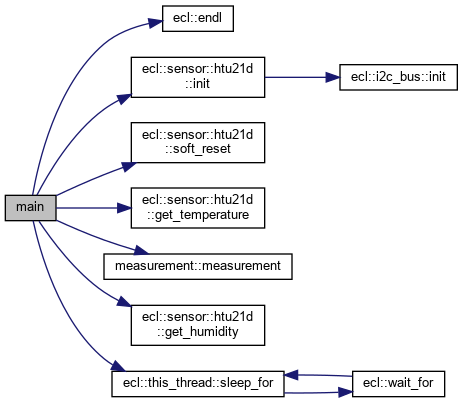 ecl::endl
ecl::sensor::htu21d
::init
ecl::i2c_bus::init
ecl::sensor::htu21d
::soft_reset
main
ecl::sensor::htu21d
::get_temperature
measurement::measurement
ecl::sensor::htu21d
::get_humidity
ecl::this_thread::sleep_for
ecl::wait_for